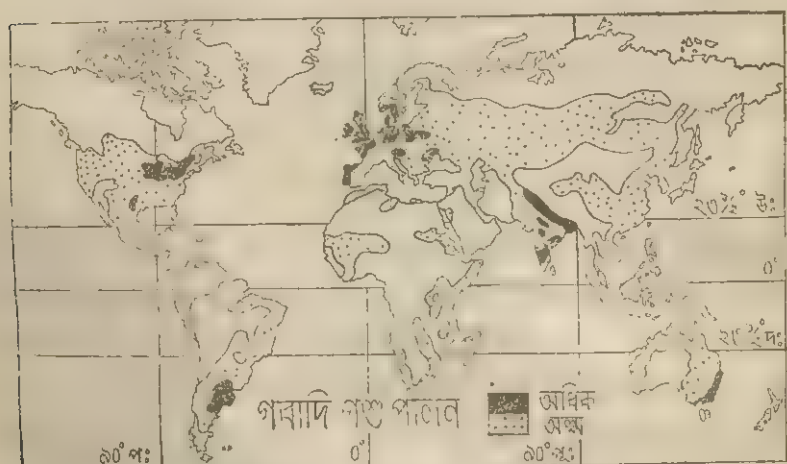 ২৩½° উঃ
0°
২৩½° দঃ
গবাদি পশু পালন
অধিক
অল্প
৯০° পঃ
0°
৯০° পূঃ